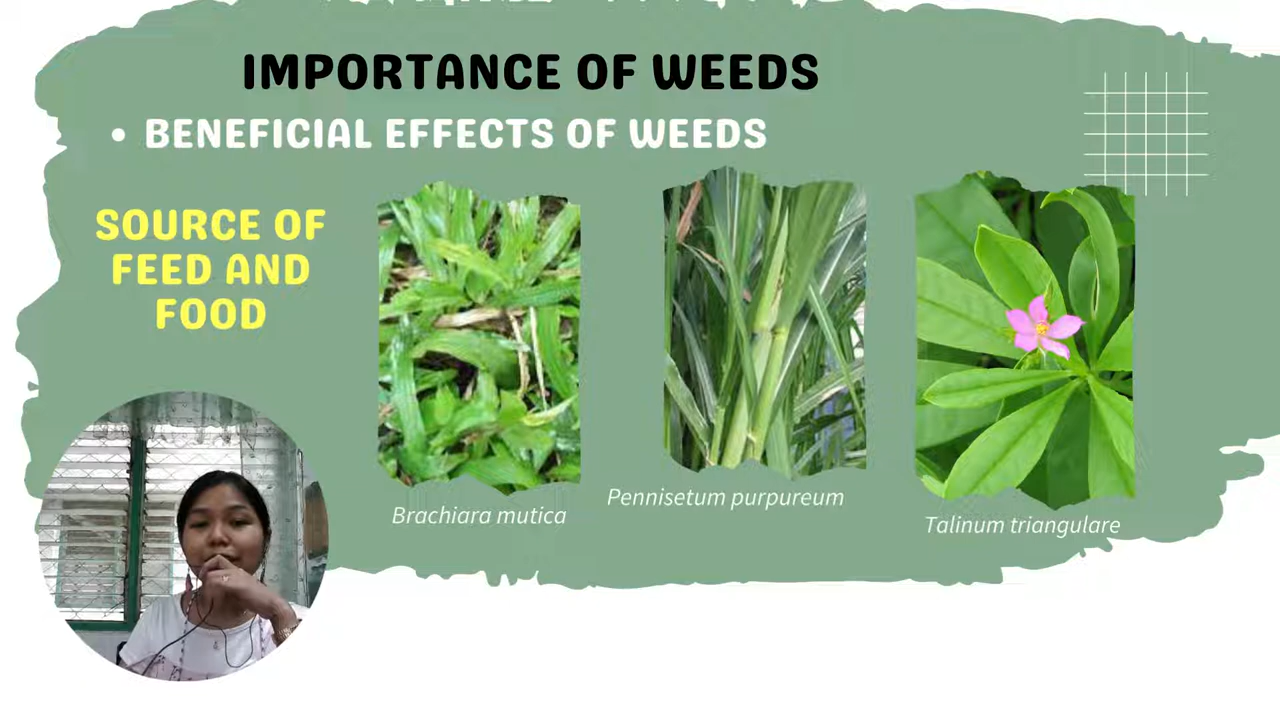 IMPORTANCE OF WEEDS
• BENEFICIAL EFFECTS OF WEEDS
SOURCE OF
FEED AND
FOOD
Brachiara mutica
Pennisetum purpureum
Talinum triangulare